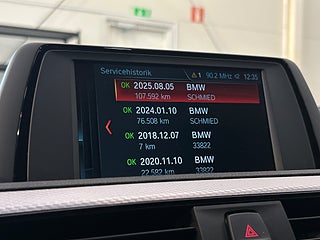 Servicehistorik ⚠1 90.2 MHz 12:35
OK 2025.08.05 BMW
107.592 km SCHMIED
OK 2024.01.10 BMW
76.508 km SCHMIED
OK 2018.12.07 BMW
7 km 33822
OK 2020.11.10 BMW
22.582 km 33822